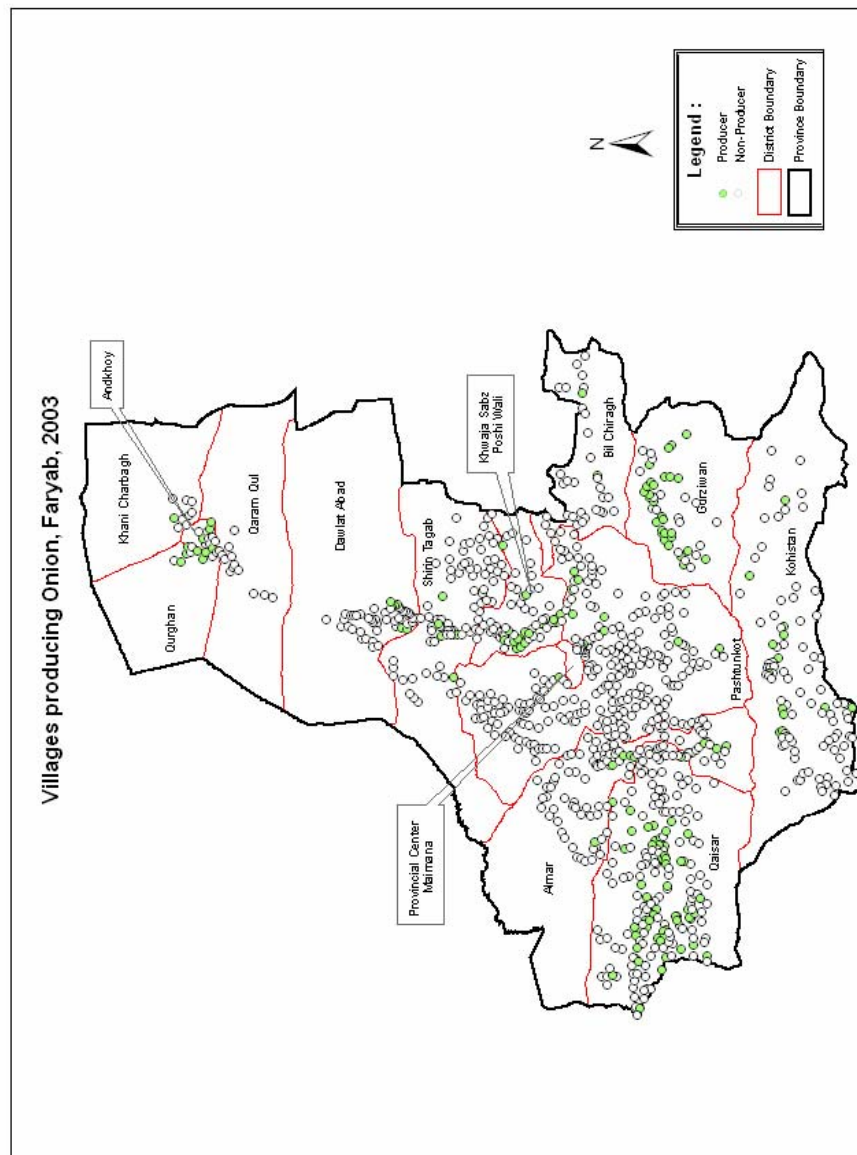 Villages producing Onion, Faryab, 2003
Andkhoy
Khani Charbagh
Qurghan
Qaram Qul
Dawlat Abad
Shirin Tagab
Khwaja Sabz
Poshi Wali
Provincial Center
Maimana
Bil Chiragh
Almar
Gurziwan
Pashtunkot
Qaisar
Kohistan
N
Legend :
Producer
Non-Producer
District Boundary
Province Boundary